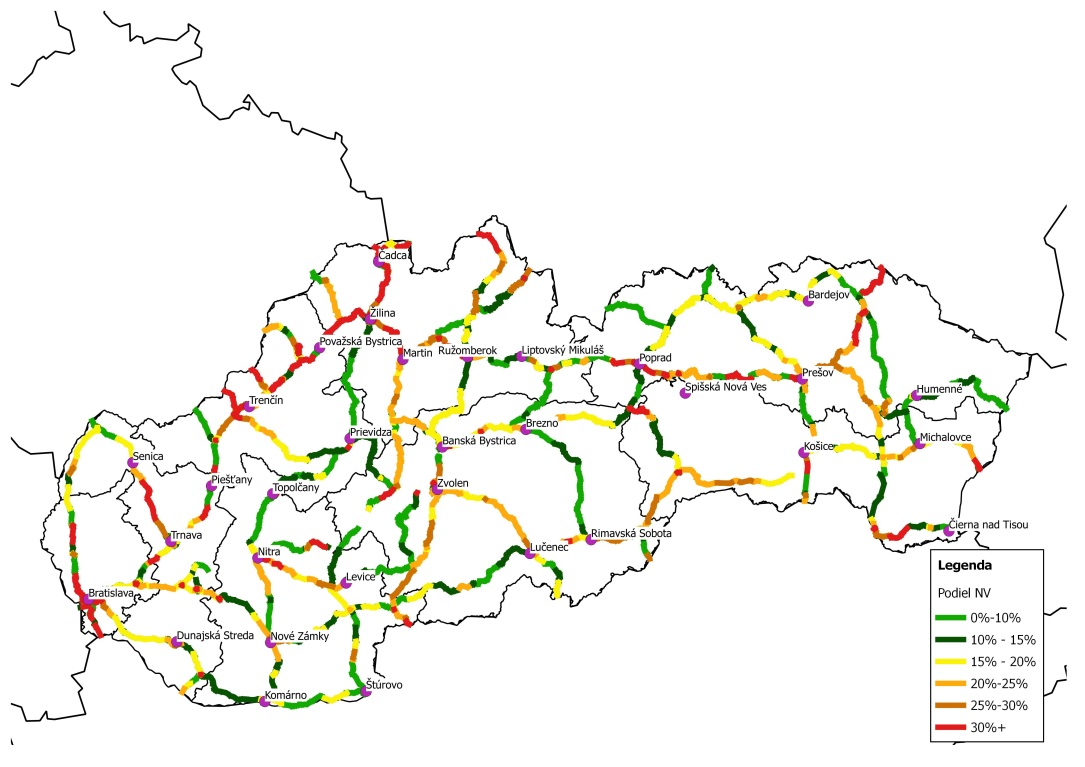 Čadca
Žilina
Považská Bystrica
Martin
Ružomberok
Liptovský Mikuláš
Poprad
Bardejov
Prešov
Spišská Nová Ves
Humenné
Trenčín
Prievidza
Banská Bystrica
Brezno
Košice
Michalovce
Senica
Piešťany
Topolčany
Zvolen
Trnava
Nitra
Lučenec
Rimavská Sobota
Čierna nad Tisou
Levice
Bratislava
Dunajská Streda
Nové Zámky
Komárno
Štúrovo
Legenda
Podiel NV
0%-10%
10% - 15%
15% - 20%
20%-25%
25%-30%
30%+